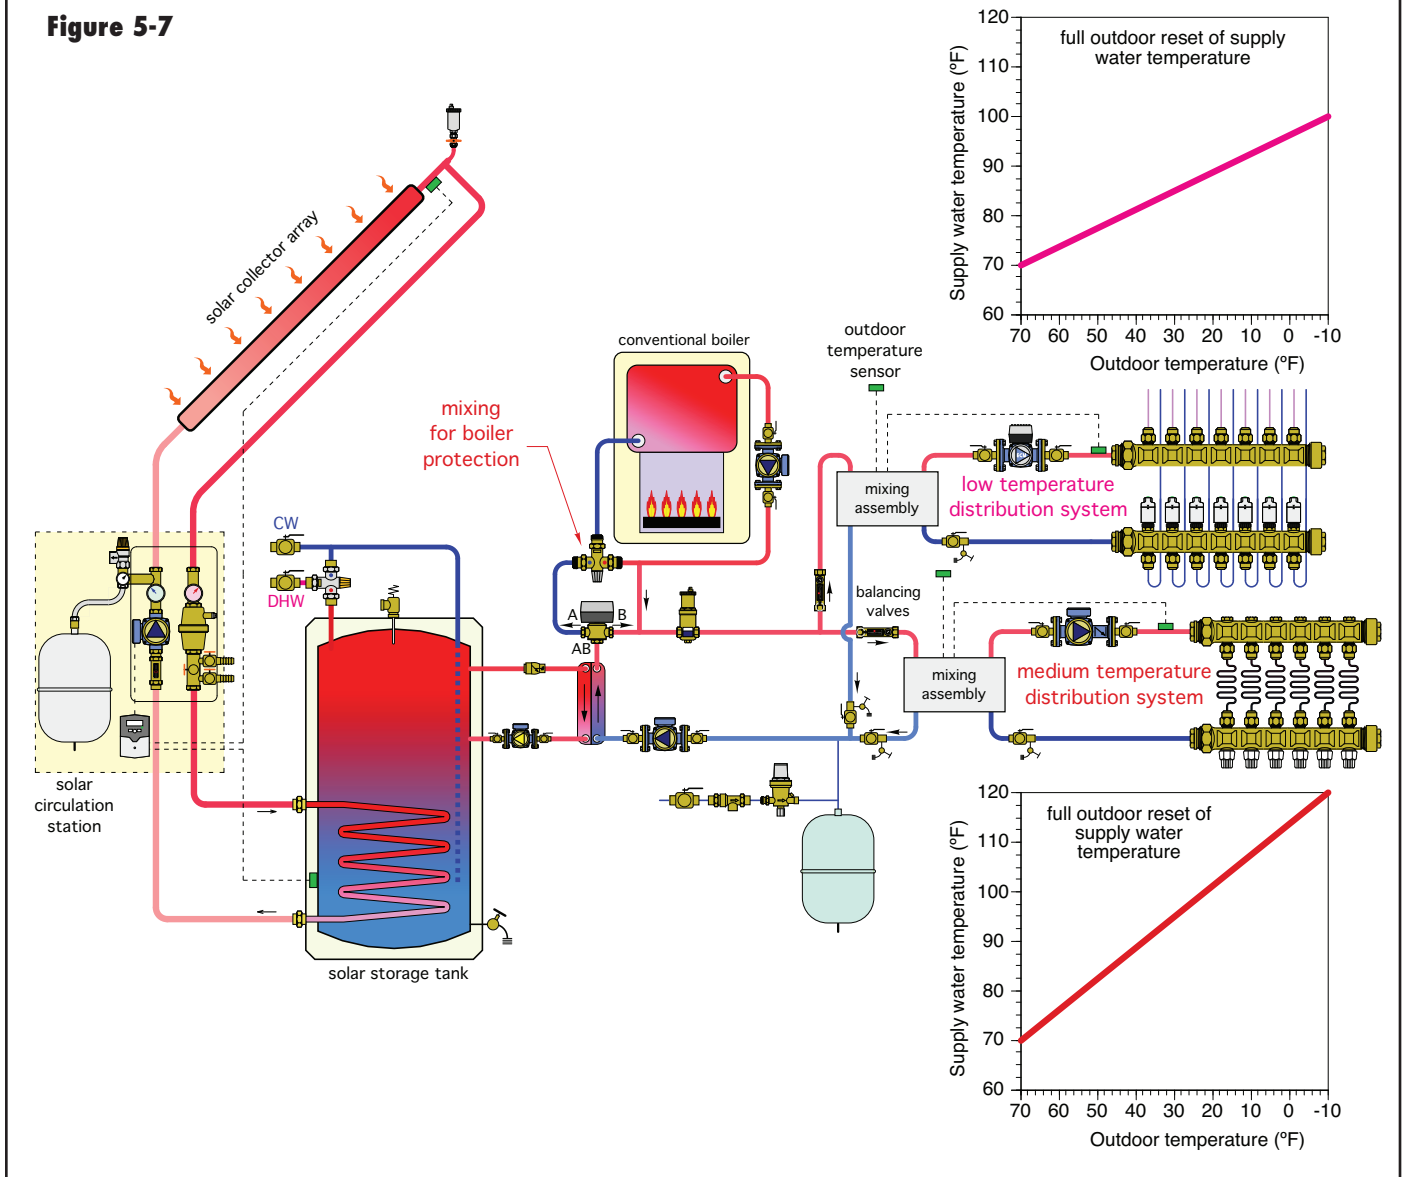 Figure 5-7
120
110
100
90
80
70
60
Supply water temperature (ºF)
full outdoor reset of supply
water temperature
70 60 50 40 30 20 10 0 -10
Outdoor temperature (ºF)
solar collector array
conventional boiler
outdoor
temperature
sensor
mixing
for boiler
protection
mixing
assembly
low temperature
distribution system
CW
DHW
A
B
AB
balancing
valves
mixing
assembly
medium temperature
distribution system
solar
circulation
station
solar storage tank
120
110
100
90
80
70
60
Supply water temperature (ºF)
full outdoor reset of
supply water
temperature
70 60 50 40 30 20 10 0 -10
Outdoor temperature (ºF)